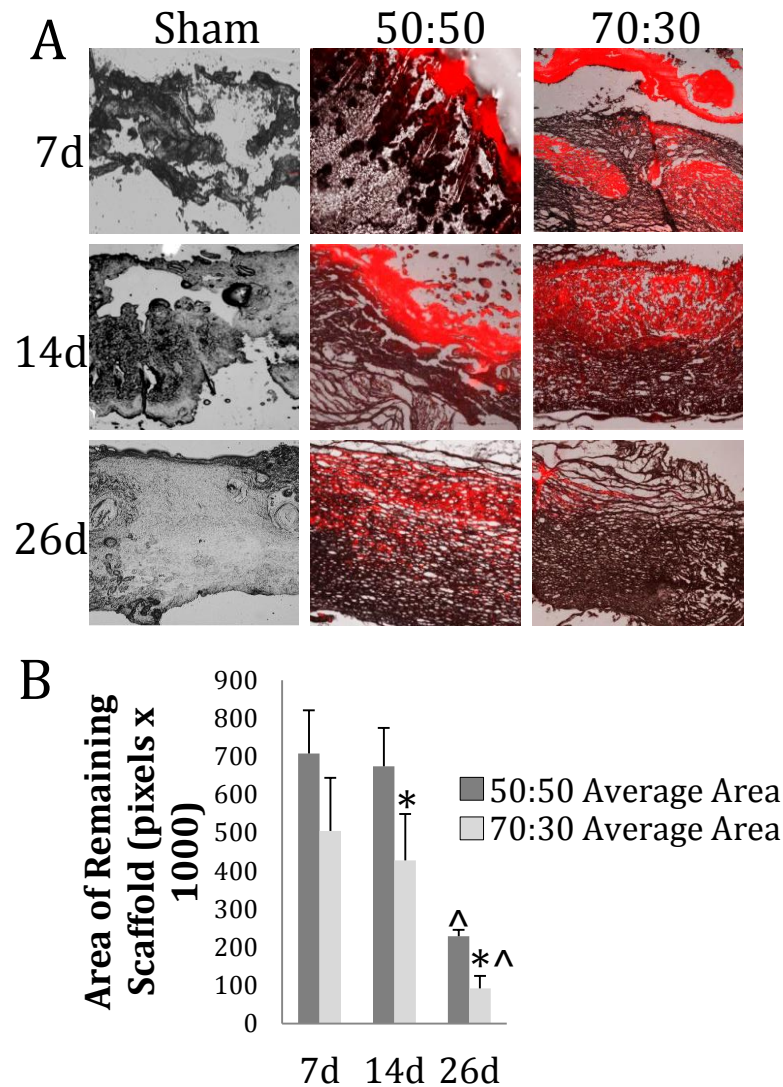 A
Sham 50:50 70:30
7d
14d
26d
B
Area of Remaining
Scaffold (pixels x
1000)
900
800
700
600
500
400
300
200
100
0
*
^
*^
7d 14d 26d
50:50 Average Area
70:30 Average Area